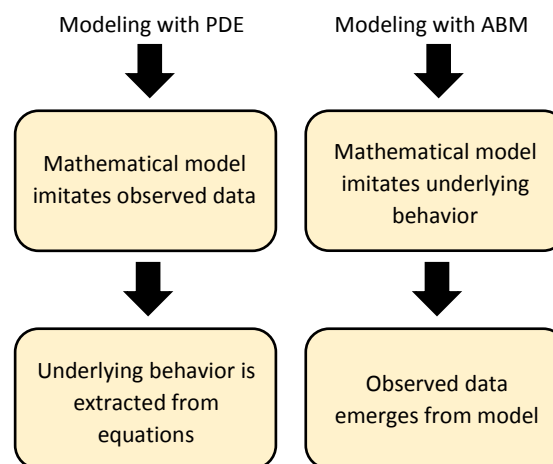 Modeling with PDE
Modeling with ABM
Mathematical model
imitates observed data
Mathematical model
imitates underlying
behavior
Underlying behavior is
extracted from
equations
Observed data
emerges from model